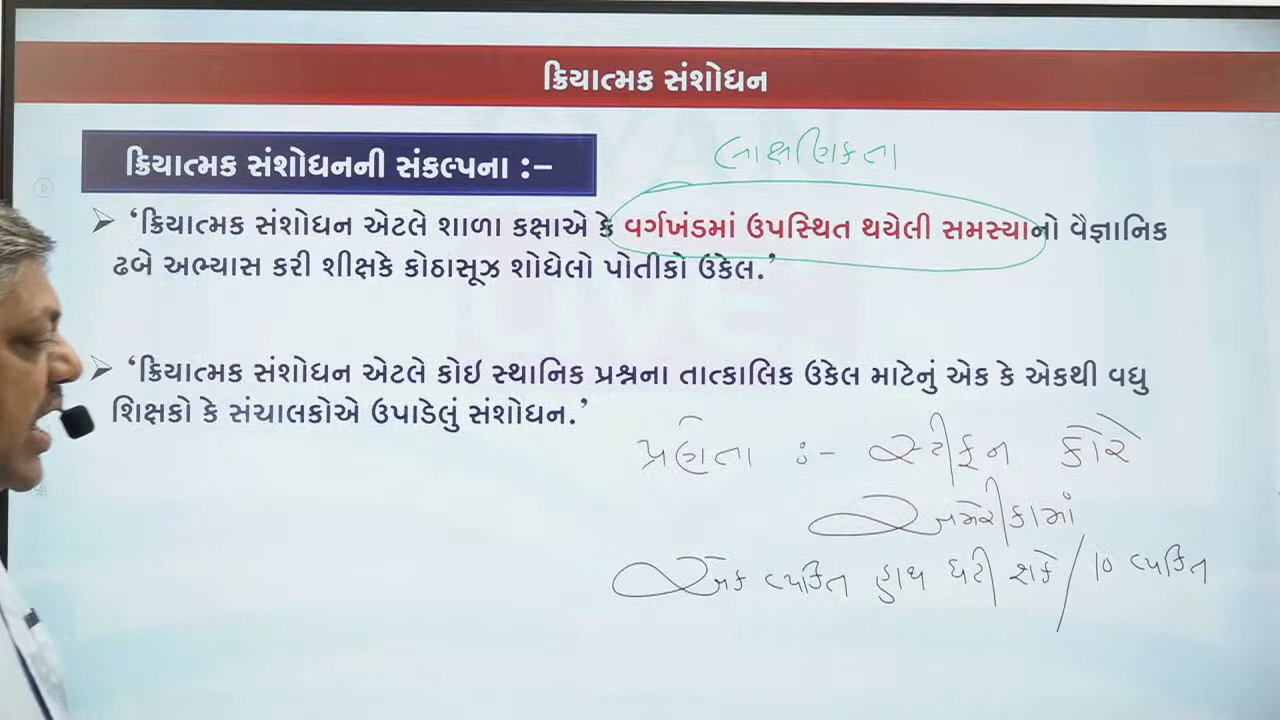 ક્રિયાત્મક સંશોધન
ક્રિયાત્મક સંશોધનની સંકલ્પના :–
લાક્ષણિકતા
➤ ‘ક્રિયાત્મક સંશોધન એટલે શાળા કક્ષાએ કે વર્ગખંડમાં ઉપસ્થિત થયેલી સમસ્યાનો વૈજ્ઞાનિક
ઢબે અભ્યાસ કરી શીક્ષકે કોઠાસૂઝ શોધેલો પોતીકો ઉકેલ.’
➤ ‘ક્રિયાત્મક સંશોધન એટલે કોઇ સ્થાનિક પ્રશ્નના તાત્કાલિક ઉકેલ માટેનું એક કે એકથી વધુ
શિક્ષકો કે સંચાલકોએ ઉપાડેલું સંશોધન.’
પ્રણેતા :- સ્ટીફન કોરે
અમેરીકામાં
એક વ્યકિત હાથ ધરી શકે / 10 વ્યકિત